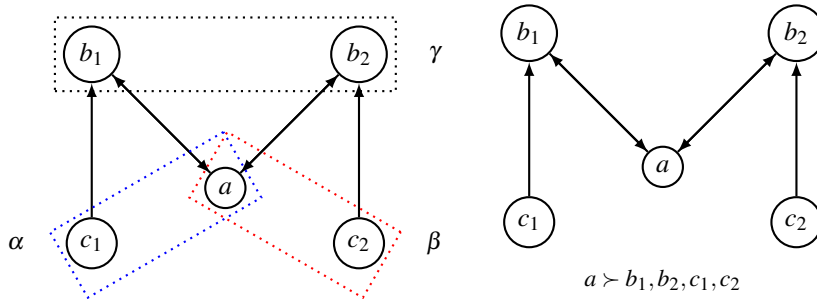 b₁ b₂ γ
a
α c₁ c₂ β
b₁ b₂
a
c₁ c₂
a ≻ b₁, b₂, c₁, c₂